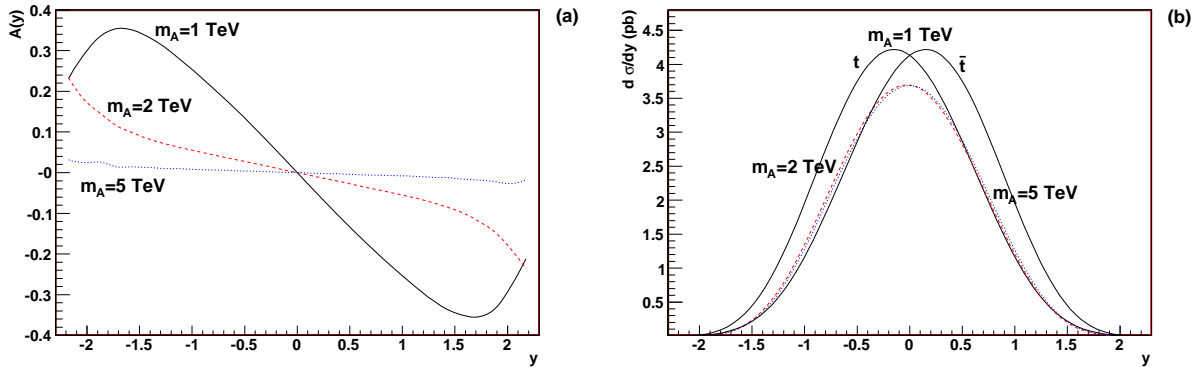 A(y)
(a)
0.4
0.3
0.2
0.1
-0
-0.1
-0.2
-0.3
-0.4
m_A=1 TeV
m_A=2 TeV
m_A=5 TeV
-2 -1.5 -1 -0.5 0 0.5 1 1.5 2
y
d σ/dy (pb)
(b)
4.5
4
3.5
3
2.5
2
1.5
1
0.5
m_A=1 TeV
t t̄
m_A=2 TeV
m_A=5 TeV
-2 -1.5 -1 -0.5 0 0.5 1 1.5 2
y